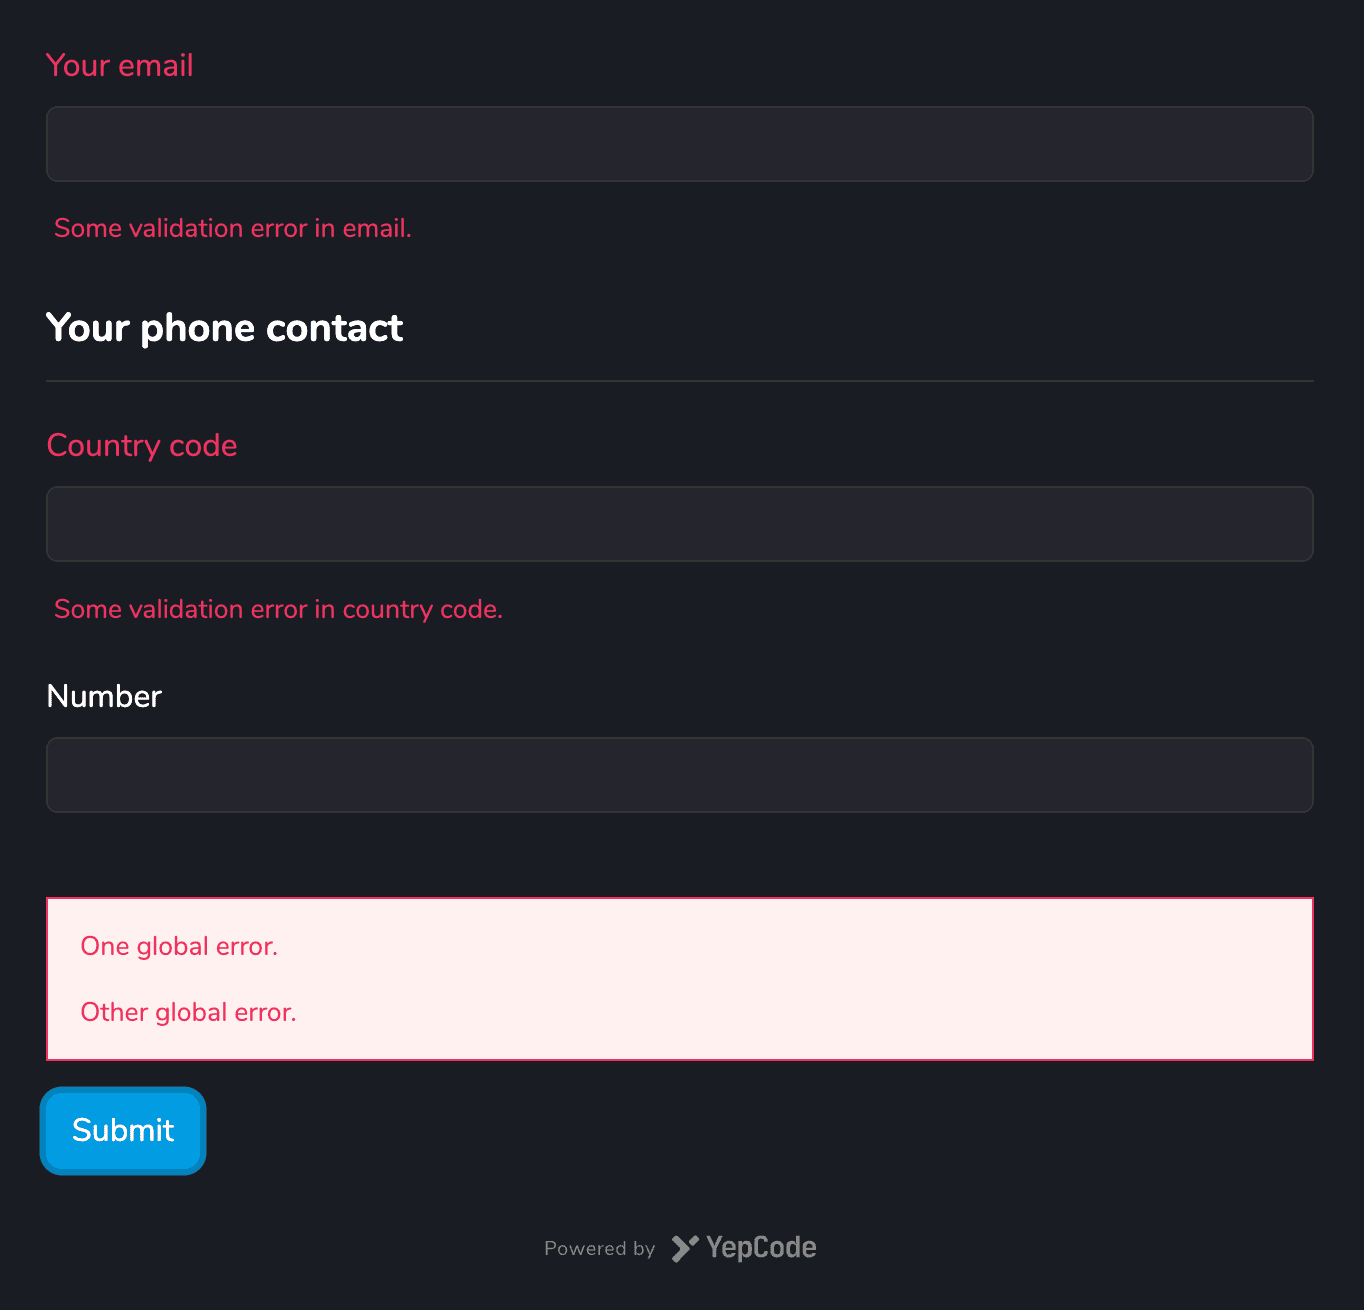 Your email
Some validation error in email.
Your phone contact
Country code
Some validation error in country code.
Number
One global error.
Other global error.
Submit
Powered by YepCode